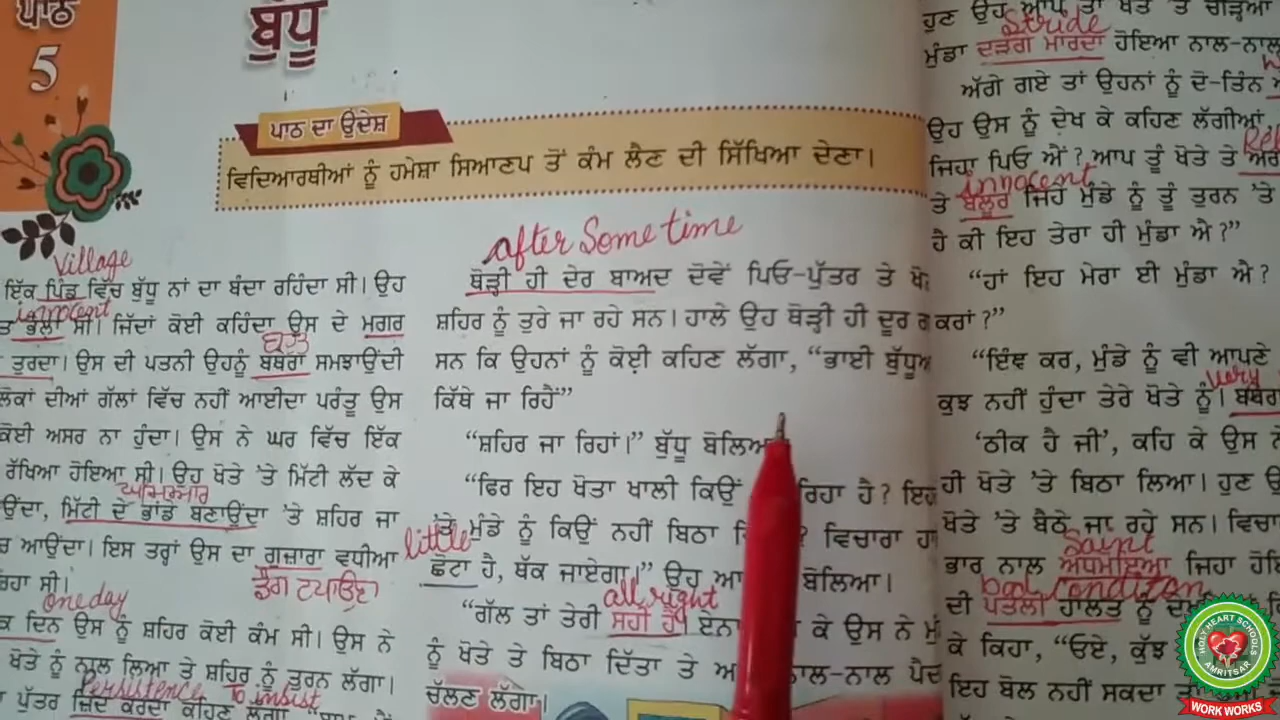 ਪਾਠ
5
ਬੁੱਧੂ
ਪਾਠ ਦਾ ਉਦੇਸ਼
ਵਿਦਿਆਰਥੀਆਂ ਨੂੰ ਹਮੇਸ਼ਾ ਸਿਆਣਪ ਤੋਂ ਕੰਮ ਲੈਣ ਦੀ ਸਿੱਖਿਆ ਦੇਣਾ।
Village
ਇੱਕ ਪਿੰਡ ਵਿੱਚ ਬੁੱਧੂ ਨਾਂ ਦਾ ਬੰਦਾ ਰਹਿੰਦਾ ਸੀ। ਉਹ
innocent
ਭੋਲਾ ਸੀ। ਜਿੱਦਾਂ ਕੋਈ ਕਹਿੰਦਾ ਉਸ ਦੇ ਮਗਰ
ਤੁਰਦਾ। ਉਸ ਦੀ ਪਤਨੀ ਉਹਨੂੰ ਬਥੇਰਾ ਸਮਝਾਉਂਦੀ
ਲੋਕਾਂ ਦੀਆਂ ਗੱਲਾਂ ਵਿੱਚ ਨਹੀਂ ਆਈਦਾ ਪਰੰਤੂ ਉਸ
ਕੋਈ ਅਸਰ ਨਾ ਹੁੰਦਾ। ਉਸ ਨੇ ਘਰ ਵਿੱਚ ਇੱਕ
ਰੱਖਿਆ ਹੋਇਆ ਸੀ। ਉਹ ਖੋਤੇ 'ਤੇ ਮਿੱਟੀ ਲੱਦ ਕੇ
ਮਿੱਟੀ ਦੇ ਭਾਂਡੇ ਬਣਾਉਂਦਾ 'ਤੇ ਸ਼ਹਿਰ ਜਾ
ਆਉਂਦਾ। ਇਸ ਤਰ੍ਹਾਂ ਉਸ ਦਾ ਗੁਜ਼ਾਰਾ ਵਧੀਆ
ਸੀ।
ਡੰਗ ਟਪਾਉਣਾ
one day
ਦਿਨ ਉਸ ਨੂੰ ਸ਼ਹਿਰ ਕੋਈ ਕੰਮ ਸੀ। ਉਸ ਨੇ
ਖੋਤੇ ਨੂੰ ਨਾਲ ਲਿਆ ਤੇ ਸ਼ਹਿਰ ਨੂੰ ਤੁਰਨ ਲੱਗਾ।
Persistence To insist
ਪੁੱਤਰ ਜ਼ਿਦ ਕਰਦਾ ਕਹਿਣ ਲੱਗਾ
after Some time
ਥੋੜ੍ਹੀ ਹੀ ਦੇਰ ਬਾਅਦ ਦੋਵੇਂ ਪਿਓ-ਪੁੱਤਰ ਤੇ
ਸ਼ਹਿਰ ਨੂੰ ਤੁਰੇ ਜਾ ਰਹੇ ਸਨ। ਹਾਲੇ ਉਹ ਥੋੜ੍ਹੀ ਹੀ ਦੂਰ
ਸਨ ਕਿ ਉਹਨਾਂ ਨੂੰ ਕੋਈ ਕਹਿਣ ਲੱਗਾ, "ਭਾਈ
ਕਿੱਥੇ ਜਾ ਰਿਹੈਂ"
"ਸ਼ਹਿਰ ਜਾ ਰਿਹਾਂ।" ਬੁੱਧੂ
"ਫਿਰ ਇਹ ਖੋਤਾ ਖਾਲੀ ਕਿਉਂ ਰਿਹਾ ਹੈ?
'ਤੇ ਮੁੰਡੇ ਨੂੰ ਕਿਉਂ ਨਹੀਂ ਬਿਠਾ ? ਵਿਚਾਰਾ
little
ਛੋਟਾ ਹੈ, ਥੱਕ ਜਾਏਗਾ।" ਉਹ ਬੋਲਿਆ।
all right
"ਗੱਲ ਤਾਂ ਤੇਰੀ ਸਹੀ ਹੈ। ਕੇ ਉਸ ਨੇ
ਨੂੰ ਖੋਤੇ ਤੇ ਬਿਠਾ ਦਿੱਤਾ ਤੇ ਨਾਲ-ਨਾਲ
ਚੱਲਣ ਲੱਗਾ।
ਹੁਣ ਉਹ ਆਪ ਤਾਂ ਖੋਤੇ 'ਤੇ ਚੜ੍ਹਿਆ
Stride
ਮੁੰਡਾ ਦੜੰਗੇ ਮਾਰਦਾ ਹੋਇਆ ਨਾਲ-ਨਾਲ
ਅੱਗੇ ਗਏ ਤਾਂ ਉਹਨਾਂ ਨੂੰ ਦੋ-ਤਿੰਨ
ਉਹ ਉਸ ਨੂੰ ਦੇਖ ਕੇ ਕਹਿਣ ਲੱਗੀਆਂ
ਜਿਹਾ ਪਿਓ ਐਂ? ਆਪ ਤੂੰ ਖੋਤੇ ਤੇ
innocent
ਤੇ ਬਲੂਰ ਜਿਹੇ ਮੁੰਡੇ ਨੂੰ ਤੂੰ ਤੁਰਨ 'ਤੇ
ਹੈ ਕੀ ਇਹ ਤੇਰਾ ਹੀ ਮੁੰਡਾ ਐ?"
"ਹਾਂ ਇਹ ਮੇਰਾ ਈ ਮੁੰਡਾ ਐ?
ਕਰਾਂ?"
"ਇੰਞ ਕਰ, ਮੁੰਡੇ ਨੂੰ ਵੀ ਆਪਣੇ
very
ਕੁਝ ਨਹੀਂ ਹੁੰਦਾ ਤੇਰੇ ਖੋਤੇ ਨੂੰ।
'ਠੀਕ ਹੈ ਜੀ', ਕਹਿ ਕੇ ਉਸ
ਹੀ ਖੋਤੇ 'ਤੇ ਬਿਠਾ ਲਿਆ। ਹੁਣ
ਖੋਤੇ 'ਤੇ ਬੈਠੇ ਜਾ ਰਹੇ ਸਨ।
Saint
ਭਾਰ ਨਾਲ ਅਧਮੋਇਆ ਜਿਹਾ
bad condition
ਦੀ ਪਤਲੀ ਹਾਲਤ ਨੂੰ
ਕੇ ਕਿਹਾ, "ਓਏ, ਕੁੱਝ
ਇਹ ਬੋਲ ਨਹੀਂ ਸਕਦਾ
HOLY HEART SCHOOLS
AMRITSAR
WORK WORKS